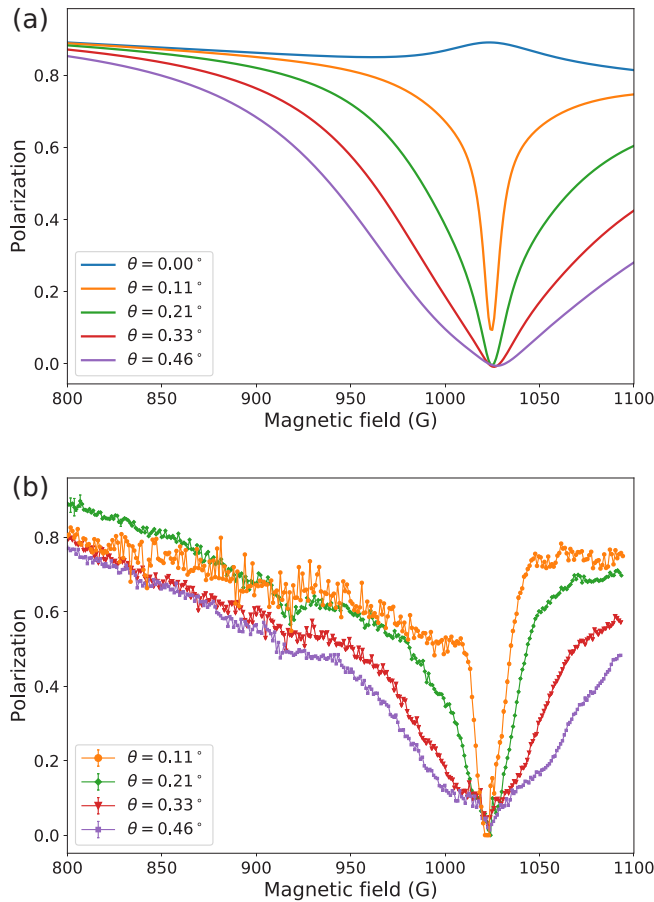 (a)
Polarization
0.8
0.6
0.4
0.2
0.0
θ = 0.00°
θ = 0.11°
θ = 0.21°
θ = 0.33°
θ = 0.46°
800 850 900 950 1000 1050 1100
Magnetic field (G)
(b)
Polarization
0.8
0.6
0.4
0.2
0.0
θ = 0.11°
θ = 0.21°
θ = 0.33°
θ = 0.46°
800 850 900 950 1000 1050 1100
Magnetic field (G)